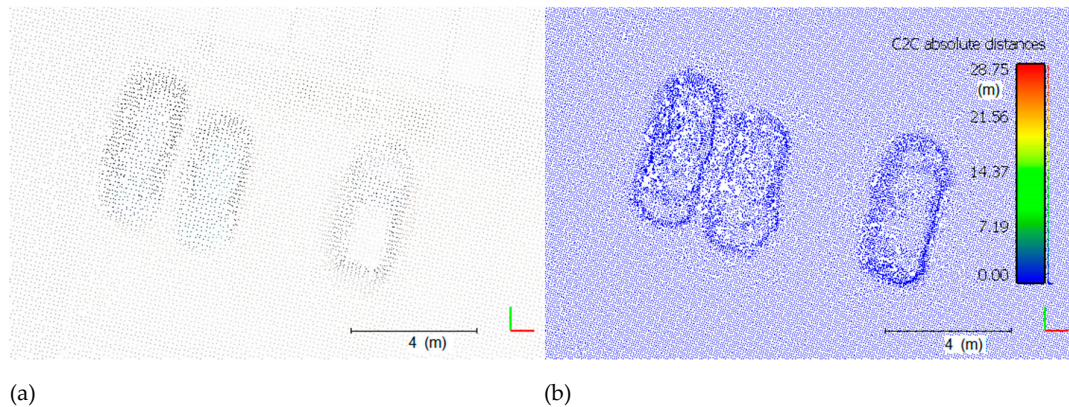 C2C absolute distances
28.75
(m)
21.56
14.37
7.19
0.00
4 (m)
4 (m)
(a)
(b)